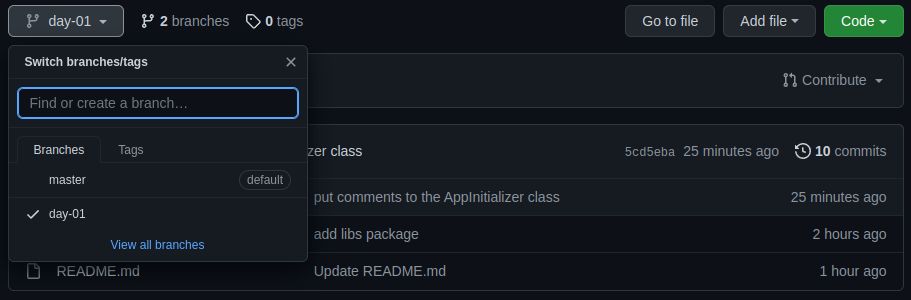 day-01
2 branches
0 tags
Go to file
Add file
Code
Switch branches/tags
Find or create a branch…
Contribute
Branches
Tags
zer class
5cd5eba 25 minutes ago
10 commits
master
default
put comments to the AppInitializer class
25 minutes ago
day-01
add libs package
2 hours ago
View all branches
README.md
Update README.md
1 hour ago